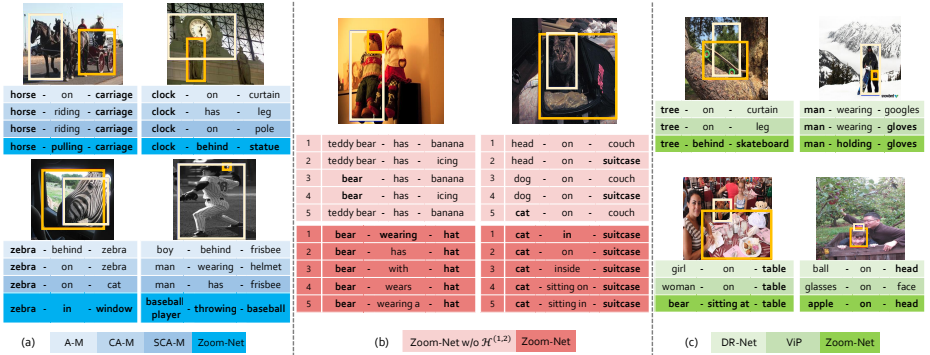 horse - on - carriage
horse - riding - carriage
horse - riding - carriage
horse - pulling - carriage
clock - on - curtain
clock - has - leg
clock - on - pole
clock - behind - statue
zebra - behind - zebra
zebra - on - zebra
zebra - on - cat
zebra - in - window
boy - behind - frisbee
man - wearing - helmet
man - has - frisbee
baseball player - throwing - baseball
(a) A-M CA-M SCA-M Zoom-Net
1 teddy bear - has - banana
2 teddy bear - has - icing
3 bear - has - banana
4 bear - has - icing
5 teddy bear - has - banana
1 bear - wearing - hat
2 bear - has - hat
3 bear - with - hat
4 bear - wears - hat
5 bear - wearing a - hat
1 head - on - couch
2 head - on - suitcase
3 dog - on - couch
4 dog - on - suitcase
5 cat - on - couch
1 cat - in - suitcase
2 cat - on - suitcase
3 cat - inside - suitcase
4 cat - sitting on - suitcase
5 cat - sitting in - suitcase
(b) Zoom-Net w/o ℋ(1,2) Zoom-Net
tree - on - curtain
tree - on - leg
tree - behind - skateboard
man - wearing - googles
man - wearing - gloves
man - holding - gloves
girl - on - table
woman - on - table
bear - sitting at - table
ball - on - head
glasses - on - face
apple - on - head
(c) DR-Net ViP Zoom-Net